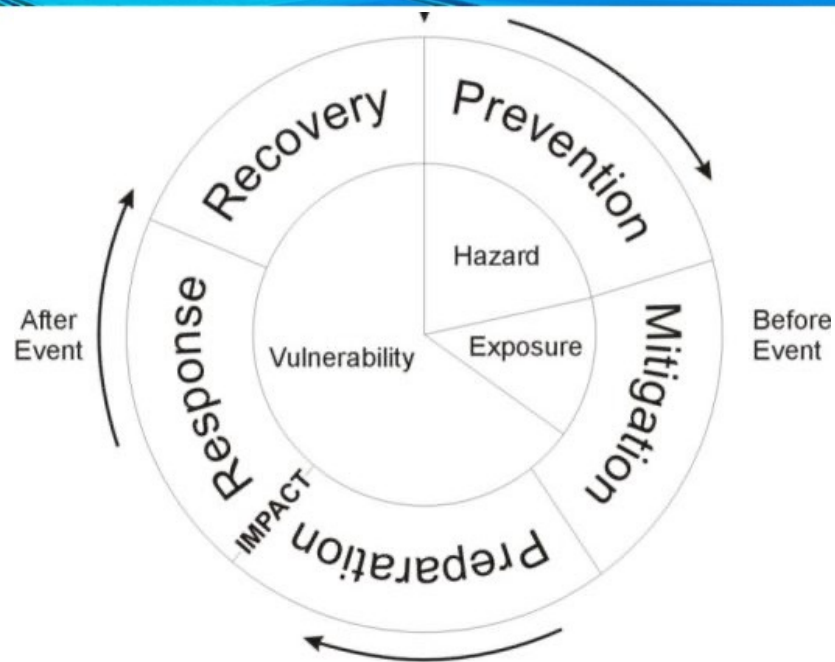 Recovery
Prevention
Hazard
After
Event
Vulnerability
Exposure
Before
Event
Response
Mitigation
IMPACT
Preparation